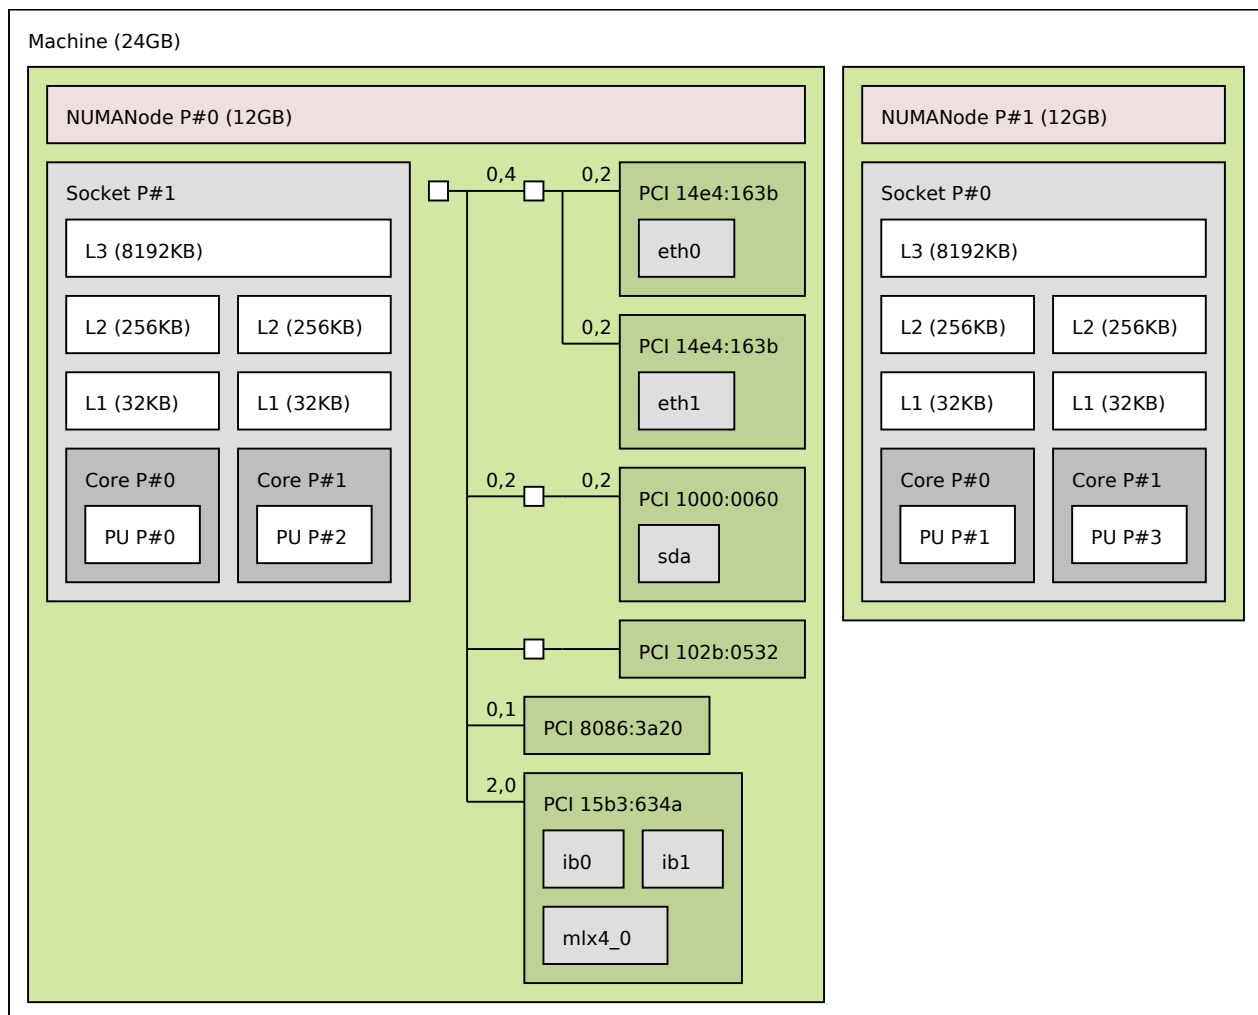 Machine (24GB)
NUMANode P#0 (12GB)
Socket P#1
L3 (8192KB)
L2 (256KB)
L2 (256KB)
L1 (32KB)
L1 (32KB)
Core P#0
PU P#0
Core P#1
PU P#2
0,4
0,2
PCI 14e4:163b
eth0
0,2
PCI 14e4:163b
eth1
0,2
0,2
PCI 1000:0060
sda
PCI 102b:0532
0,1
PCI 8086:3a20
2,0
PCI 15b3:634a
ib0
ib1
mlx4_0
NUMANode P#1 (12GB)
Socket P#0
L3 (8192KB)
L2 (256KB)
L2 (256KB)
L1 (32KB)
L1 (32KB)
Core P#0
PU P#1
Core P#1
PU P#3